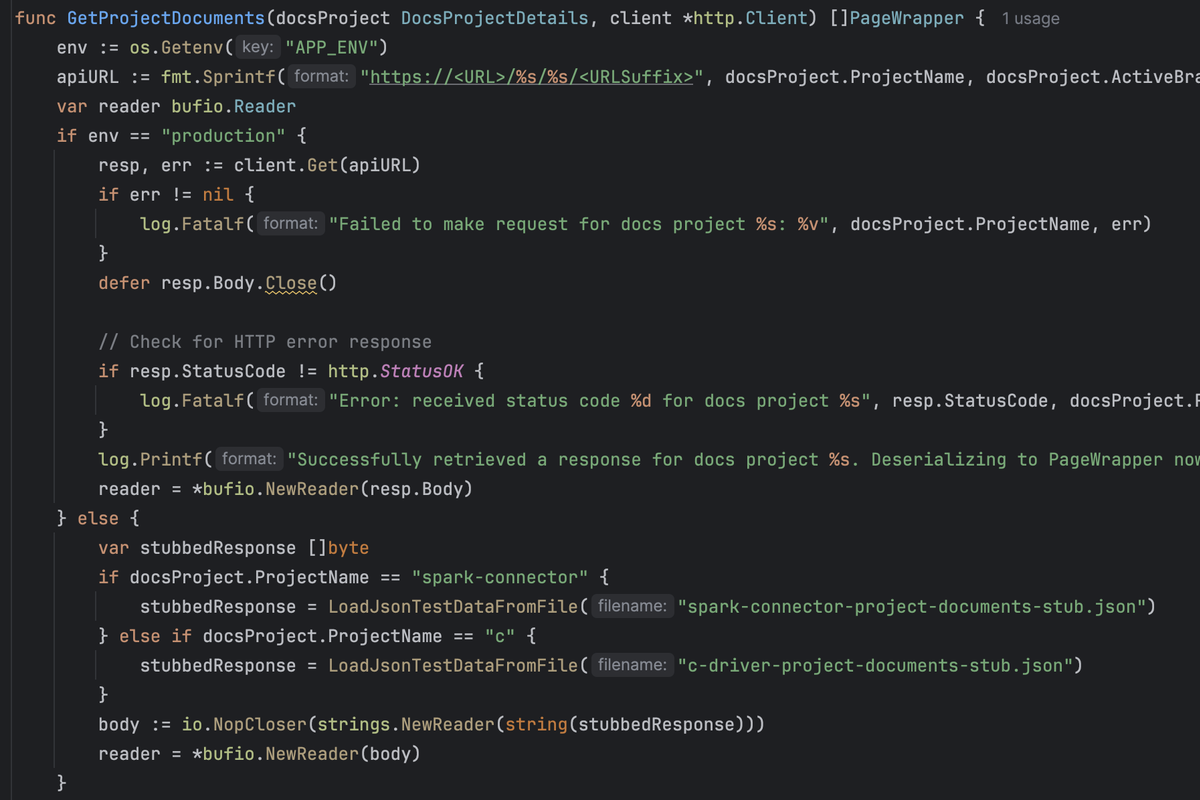 func GetProjectDocuments(docsProject DocsProjectDetails, client *http.Client) []PageWrapper { 1 usage
env := os.Getenv( key: "APP_ENV")
apiURL := fmt.Sprintf( format: "https://<URL>/%s/%s/<URLSuffix>", docsProject.ProjectName, docsProject.ActiveBra
var reader bufio.Reader
if env == "production" {
resp, err := client.Get(apiURL)
if err != nil {
log.Fatalf( format: "Failed to make request for docs project %s: %v", docsProject.ProjectName, err)
}
defer resp.Body.Close()
// Check for HTTP error response
if resp.StatusCode != http.StatusOK {
log.Fatalf( format: "Error: received status code %d for docs project %s", resp.StatusCode, docsProject.P
}
log.Printf( format: "Successfully retrieved a response for docs project %s. Deserializing to PageWrapper now
reader = *bufio.NewReader(resp.Body)
} else {
var stubbedResponse []byte
if docsProject.ProjectName == "spark-connector" {
stubbedResponse = LoadJsonTestDataFromFile( filename: "spark-connector-project-documents-stub.json")
} else if docsProject.ProjectName == "c" {
stubbedResponse = LoadJsonTestDataFromFile( filename: "c-driver-project-documents-stub.json")
}
body := io.NopCloser(strings.NewReader(string(stubbedResponse)))
reader = *bufio.NewReader(body)
}